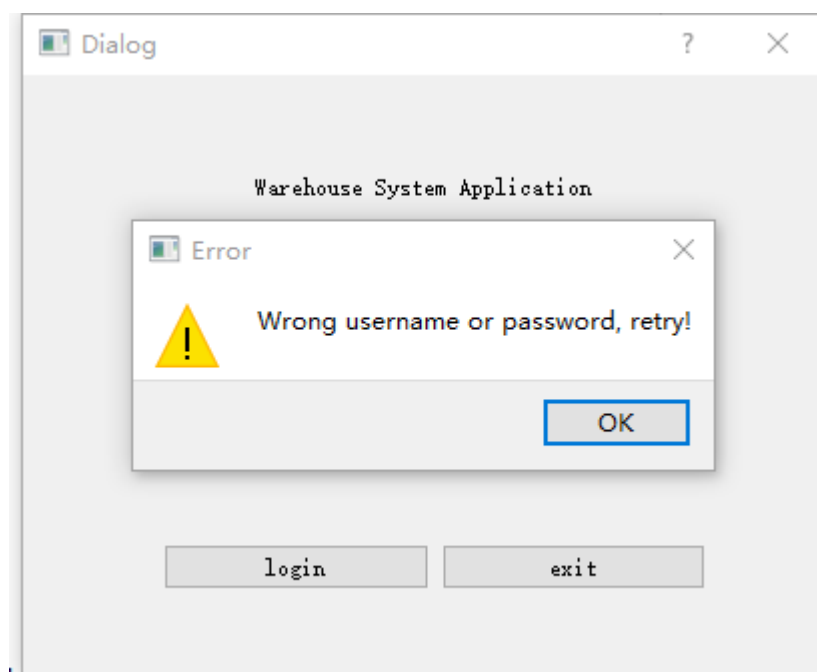 Dialog
?
Warehouse System Application
Error
!
Wrong username or password, retry!
OK
login
exit